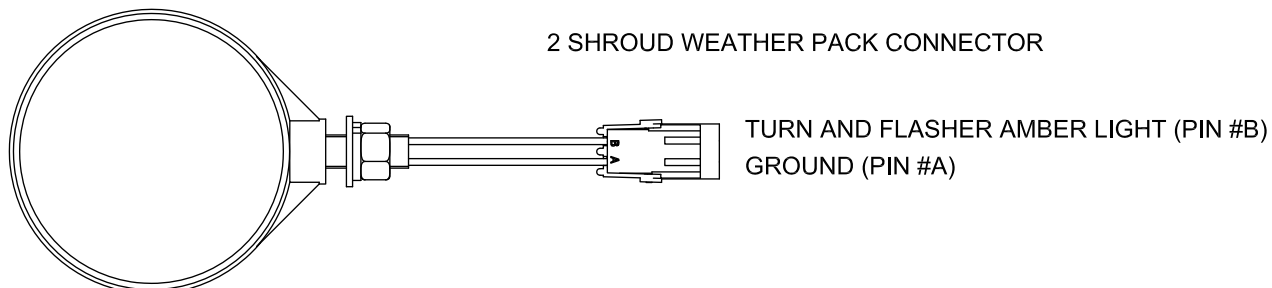 2 SHROUD WEATHER PACK CONNECTOR
TURN AND FLASHER AMBER LIGHT (PIN #B)
GROUND (PIN #A)
B
A